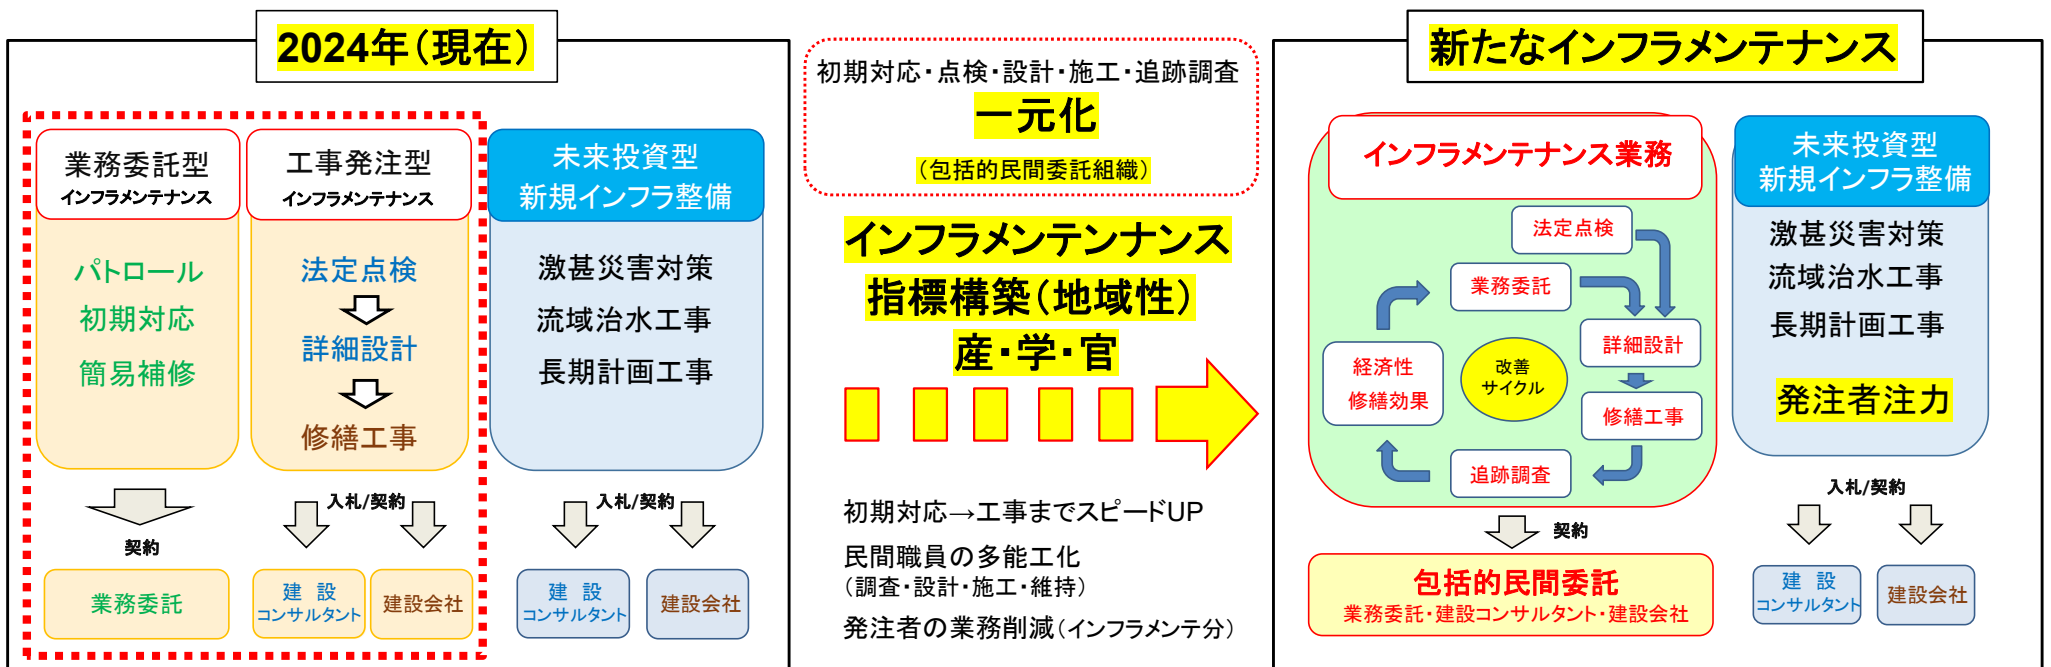 2024年（現在）
業務委託型
インフラメンテナンス
パトロール
初期対応
簡易補修
契約
業務委託
工事発注型
インフラメンテナンス
法定点検
詳細設計
修繕工事
入札/契約
建　設
コンサルタント
建設会社
未来投資型
新規インフラ整備
激甚災害対策
流域治水工事
長期計画工事
入札/契約
建　設
コンサルタント
建設会社
初期対応・点検・設計・施工・追跡調査
一元化
（包括的民間委託組織）
インフラメンテンナンス
指標構築（地域性）
産・学・官
初期対応→工事までスピードUP
民間職員の多能工化
（調査・設計・施工・維持）
発注者の業務削減（インフラメンテ分）
新たなインフラメンテナンス
インフラメンテナンス業務
法定点検
業務委託
詳細設計
経済性
修繕効果
改善
サイクル
修繕工事
追跡調査
契約
包括的民間委託
業務委託・建設コンサルタント・建設会社
未来投資型
新規インフラ整備
激甚災害対策
流域治水工事
長期計画工事
発注者注力
入札/契約
建　設
コンサルタント
建設会社